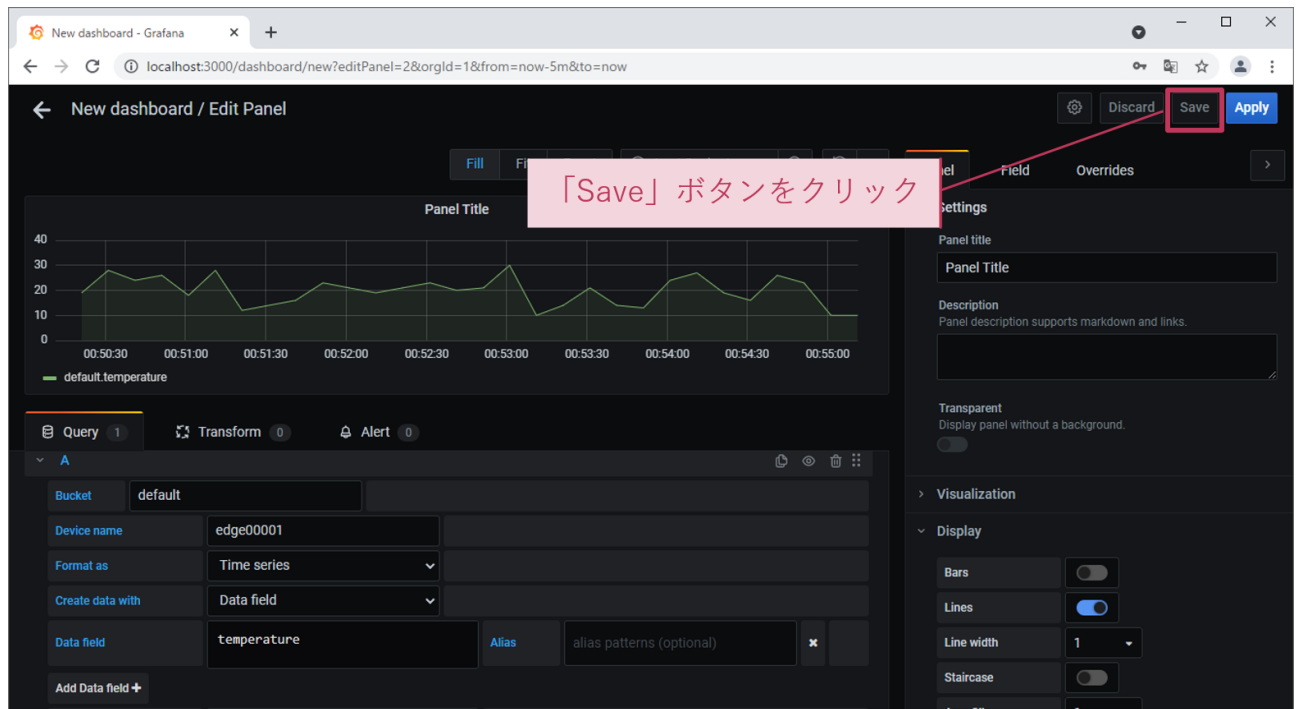 New dashboard - Grafana
localhost:3000/dashboard/new?editPanel=2&orgId=1&from=now-5m&to=now
New dashboard / Edit Panel
Discard
Save
Apply
Fill
「Save」ボタンをクリック
Field
Overrides
Panel Title
40
30
20
10
0
00:50:30 00:51:00 00:51:30 00:52:00 00:52:30 00:53:00 00:53:30 00:54:00 00:54:30 00:55:00
default.temperature
Query 1
Transform 0
Alert 0
A
Bucket default
Device name edge00001
Format as Time series
Create data with Data field
Data field temperature Alias alias patterns (optional)
Add Data field
Settings
Panel title
Panel Title
Description
Panel description supports markdown and links.
Transparent
Display panel without a background.
Visualization
Display
Bars
Lines
Line width 1
Staircase